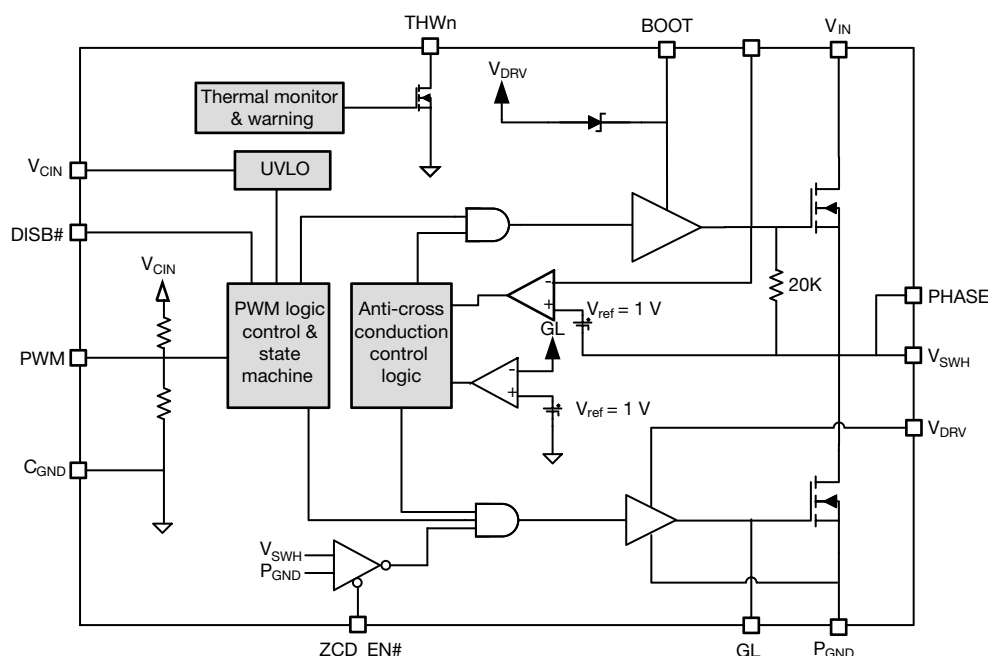 THWn
BOOT
VIN
VDRV
Thermal monitor
& warning
VCIN
UVLO
DISB#
VCIN
PWM logic
control &
state
machine
Anti-cross
conduction
control
logic
-
+
Vref = 1 V
20K
PHASE
GL
PWM
VSWH
-
+
Vref = 1 V
VDRV
CGND
VSWH
PGND
ZCD_EN#
GL
PGND